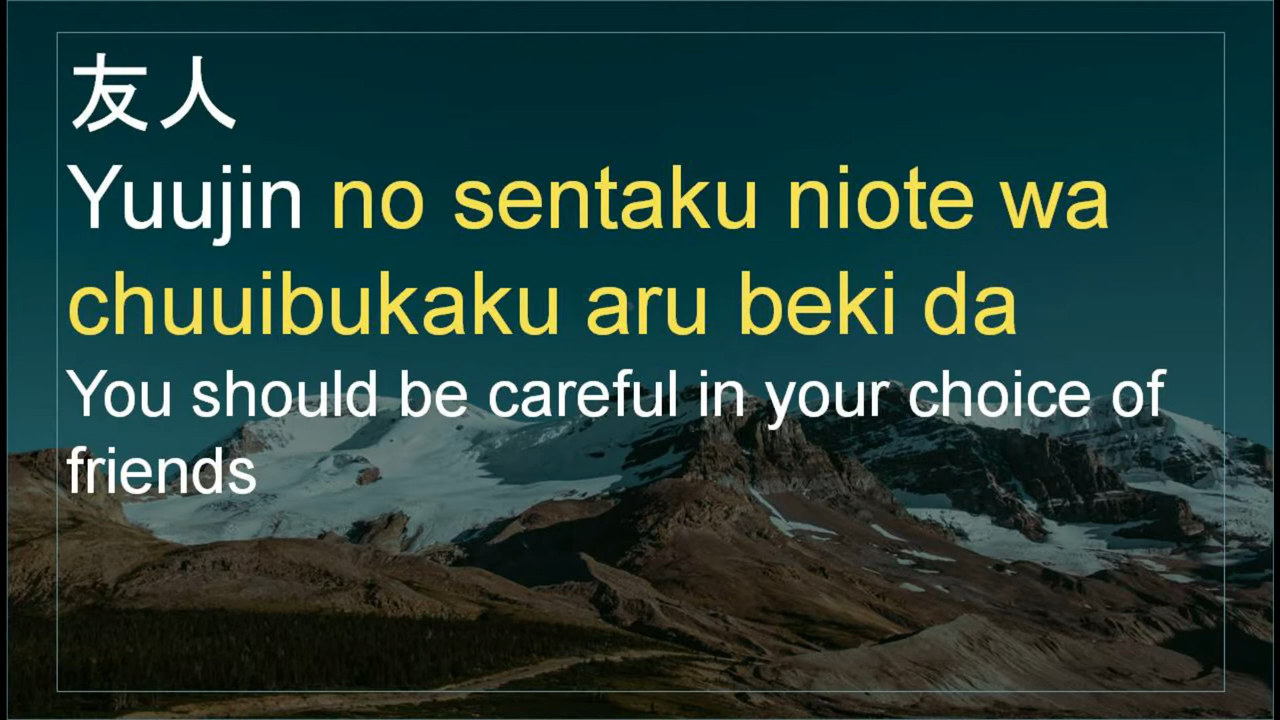 友人
Yuujin no sentaku niote wa
chuuibukaku aru beki da
You should be careful in your choice of
friends